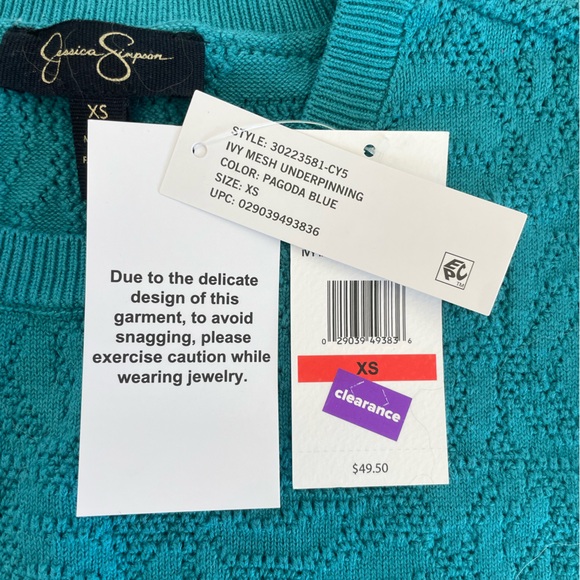 Jessica Simpson
XS
STYLE: 30223581-CY5
IVY MESH UNDERPINNING
COLOR: PAGODA BLUE
SIZE: XS
UPC: 029039493836
EPC
TM
Due to the delicate
design of this
garment, to avoid
snagging, please
exercise caution while
wearing jewelry.
0 29039 49383 6
XS
clearance
$49.50